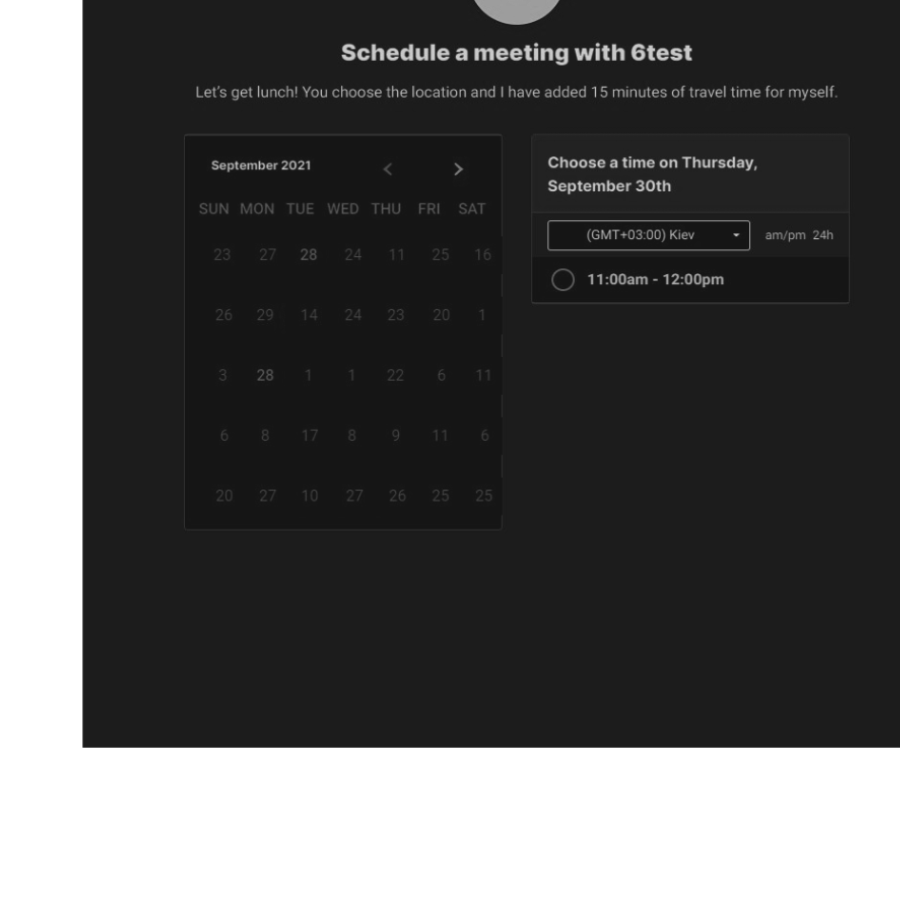 Schedule a meeting with 6test
Let's get lunch! You choose the location and I have added 15 minutes of travel time for myself.
September 2021
SUN MON TUE WED THU FRI SAT
23 27 28 24 11 25 16
26 29 14 24 23 20 1
3 28 1 1 22 6 11
6 8 17 8 9 11 6
20 27 10 27 26 25 25
Choose a time on Thursday,
September 30th
(GMT+03:00) Kiev am/pm 24h
11:00am - 12:00pm